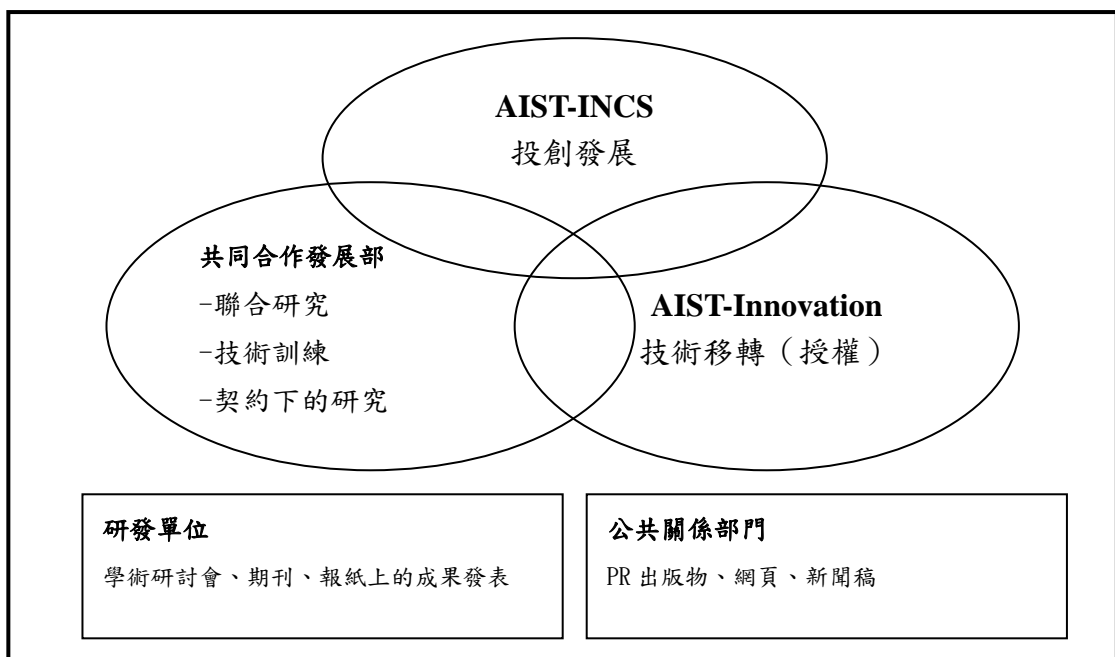 AIST-INCS
投創發展
共同合作發展部
-聯合研究
-技術訓練
-契約下的研究
AIST-Innovation
技術移轉（授權）
研發單位
學術研討會、期刊、報紙上的成果發表
公共關係部門
PR 出版物、網頁、新聞稿